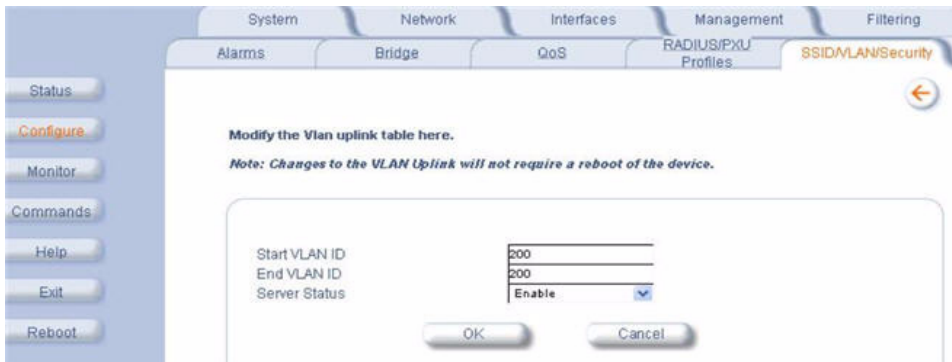 System Network Interfaces Management Filtering
Alarms Bridge QoS RADIUS/PXU Profiles SSID/VLAN/Security
Status
Configure
Monitor
Commands
Help
Exit
Reboot
Modify the Vlan uplink table here.
Note: Changes to the VLAN Uplink will not require a reboot of the device.
Start VLAN ID 200
End VLAN ID 200
Server Status Enable
OK Cancel